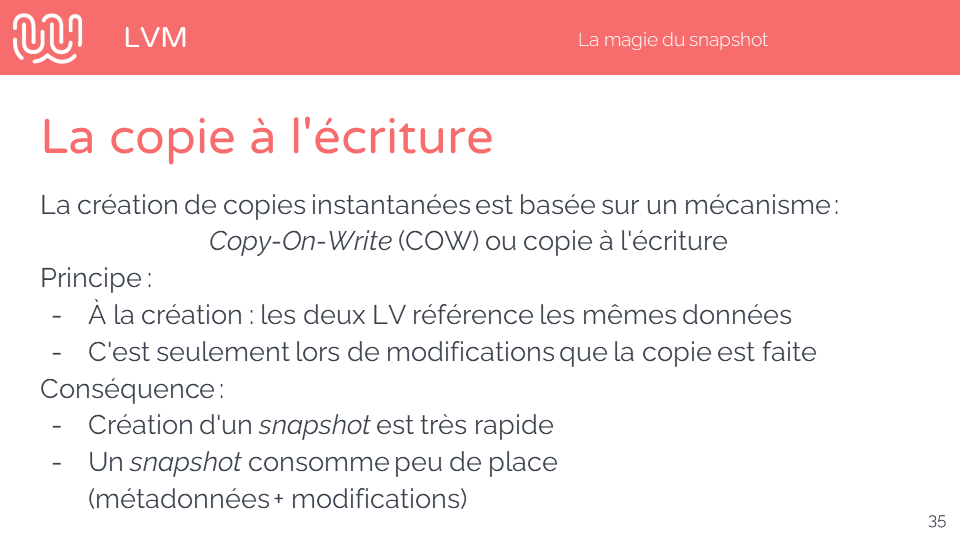 LVM
La magie du snapshot
La copie à l'écriture
La création de copies instantanées est basée sur un mécanisme :
Copy-On-Write (COW) ou copie à l'écriture
Principe :
- À la création : les deux LV référence les mêmes données
- C'est seulement lors de modifications que la copie est faite
Conséquence :
- Création d'un snapshot est très rapide
- Un snapshot consomme peu de place
(métadonnées + modifications)
35